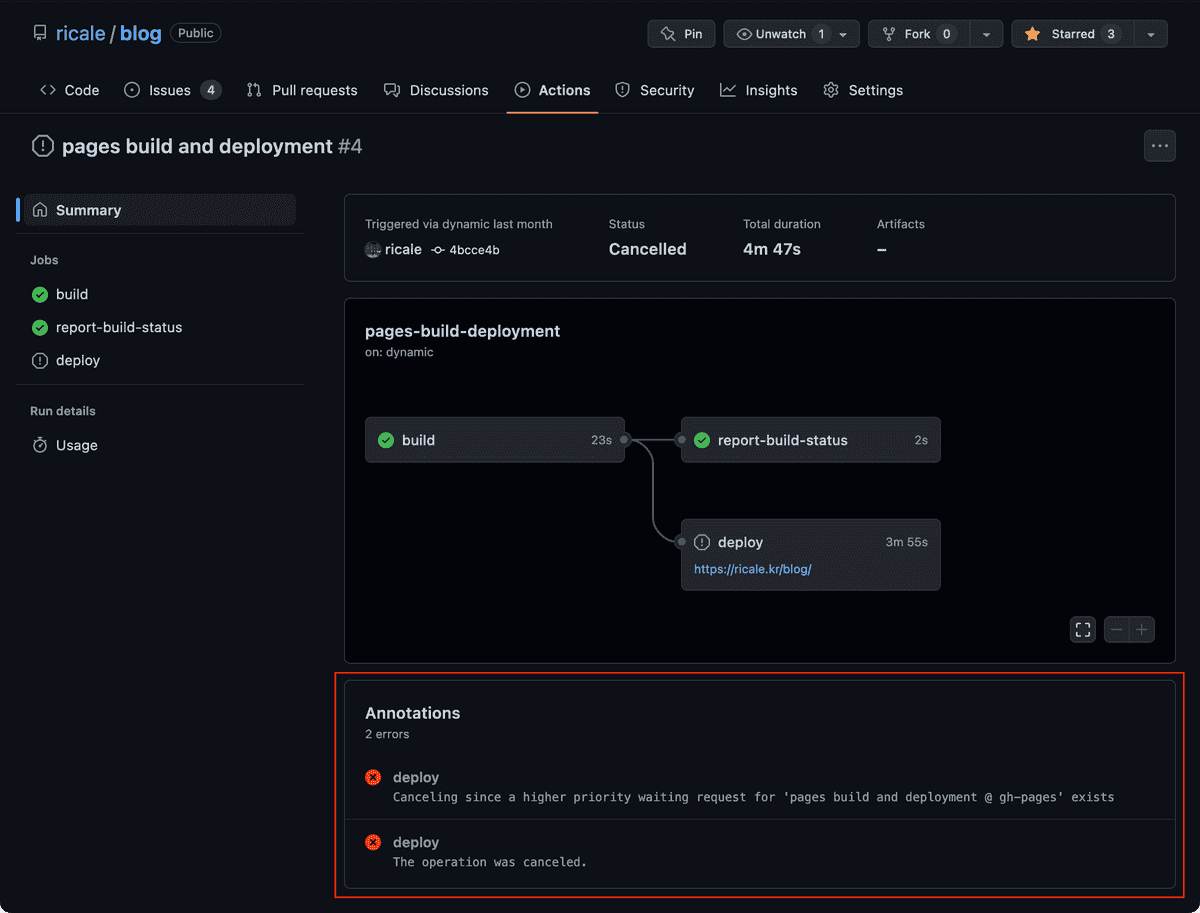 ricale / blog Public
Pin Unwatch 1 Fork 0 Starred 3
Code Issues 4 Pull requests Discussions Actions Security Insights Settings
pages build and deployment #4
Summary
Jobs
build
report-build-status
deploy
Run details
Usage
Triggered via dynamic last month
ricale 4bcce4b
Status
Cancelled
Total duration
4m 47s
Artifacts
–
pages-build-deployment
on: dynamic
build 23s
report-build-status 2s
deploy 3m 55s
https://ricale.kr/blog/
Annotations
2 errors
deploy
Canceling since a higher priority waiting request for 'pages build and deployment @ gh-pages' exists
deploy
The operation was canceled.